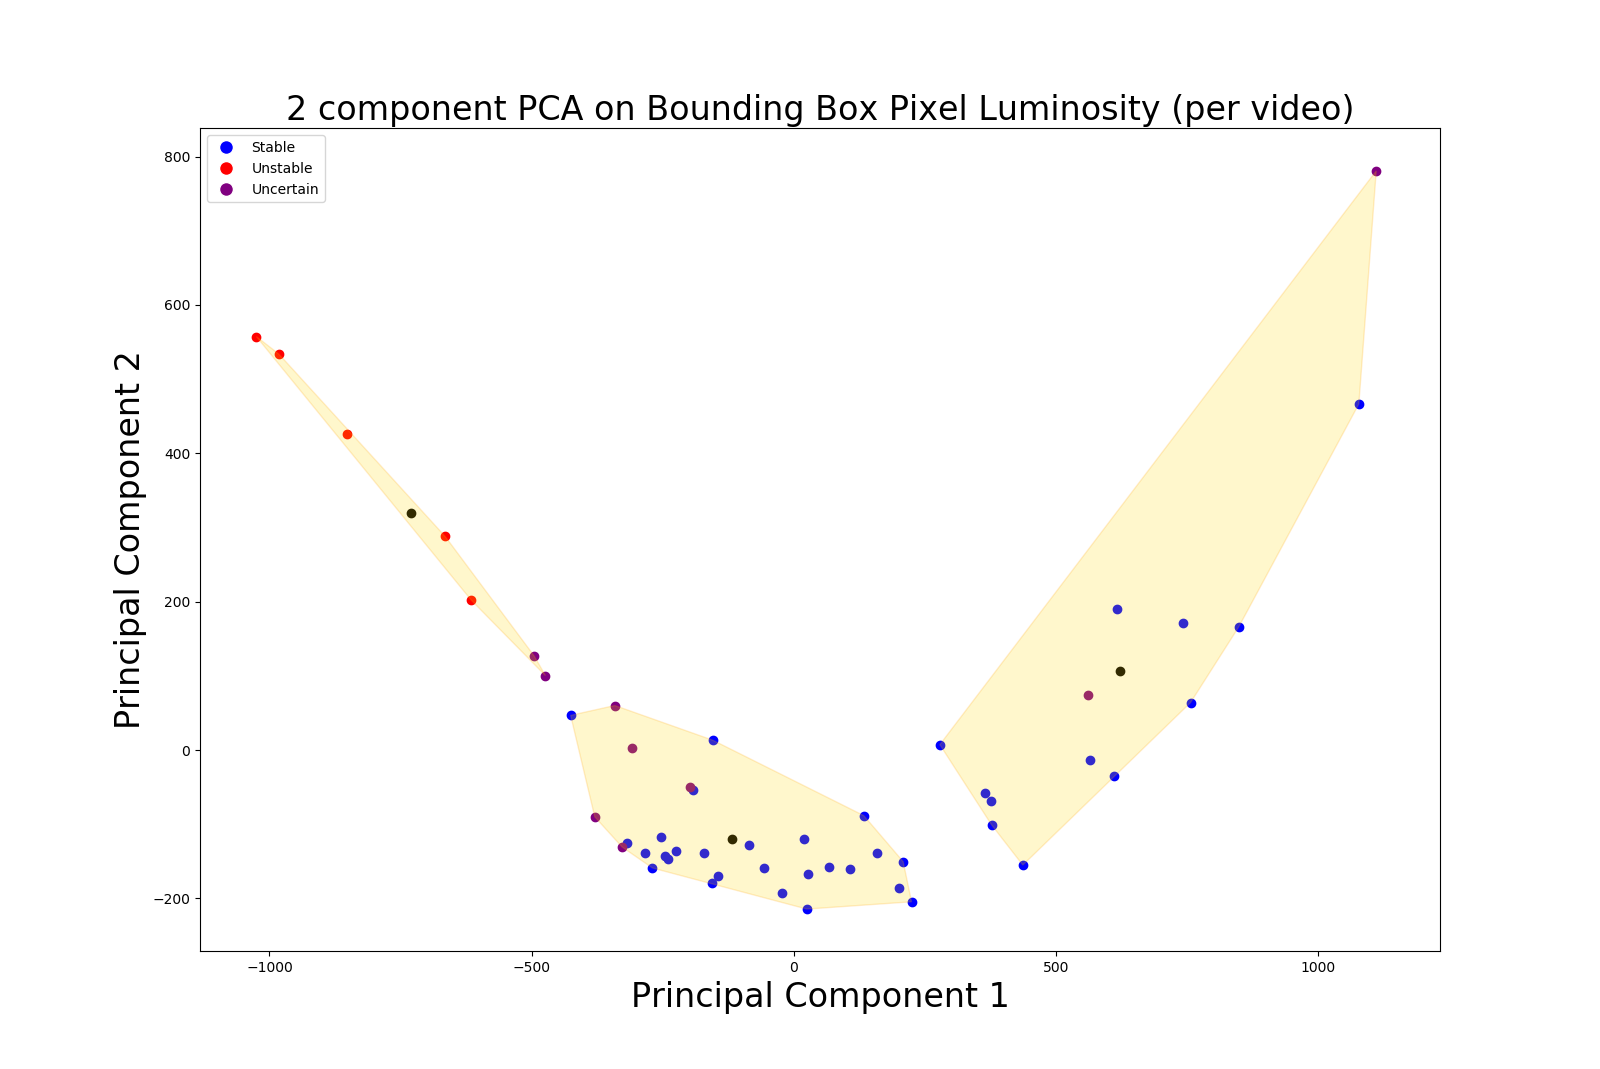 2 component PCA on Bounding Box Pixel Luminosity (per video)
Stable
Unstable
Uncertain
800
600
400
200
0
−200
Principal Component 2
−1000
−500
0
500
1000
Principal Component 1